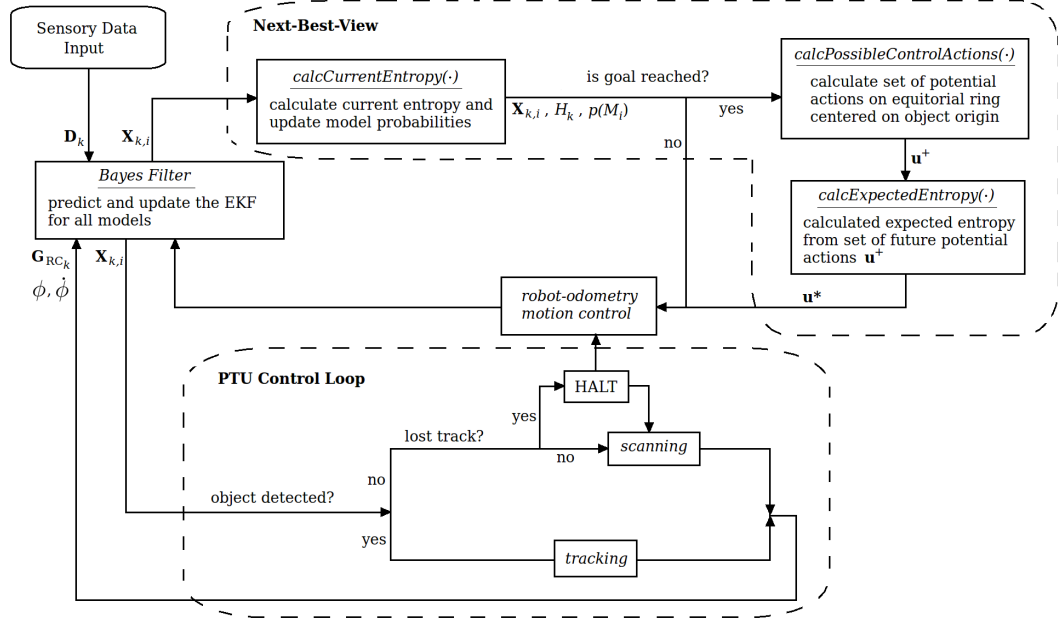 Sensory Data
Input
Next-Best-View
calcCurrentEntropy(·)
calculate current entropy and
update model probabilities
is goal reached?
X_{k,i} , H_k , p(M_i)
yes
no
calcPossibleControlActions(·)
calculate set of potential
actions on equitorial ring
centered on object origin
u⁺
calcExpectedEntropy(·)
calculated expected entropy
from set of future potential
actions u⁺
u*
D_k
X_{k,i}
Bayes Filter
predict and update the EKF
for all models
G_{RC_k}
X_{k,i}
ϕ, ϕ̇
robot-odometry
motion control
PTU Control Loop
HALT
yes
lost track?
scanning
no
no
object detected?
yes
tracking